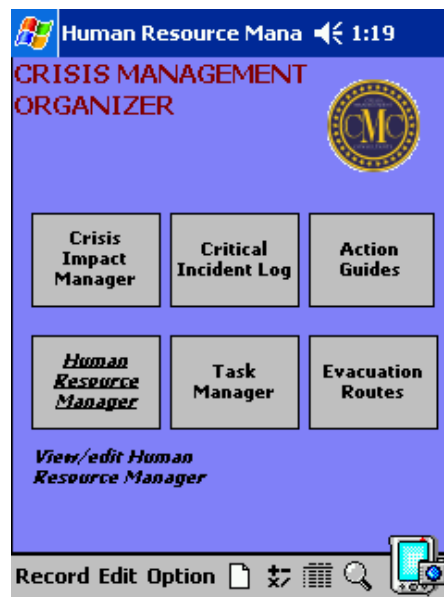 Human Resource Mana 1:19
CRISIS MANAGEMENT
ORGANIZER
CMC
Crisis
Impact
Manager
Critical
Incident Log
Action
Guides
Human
Resource
Manager
Task
Manager
Evacuation
Routes
View/edit Human
Resource Manager
Record Edit Option